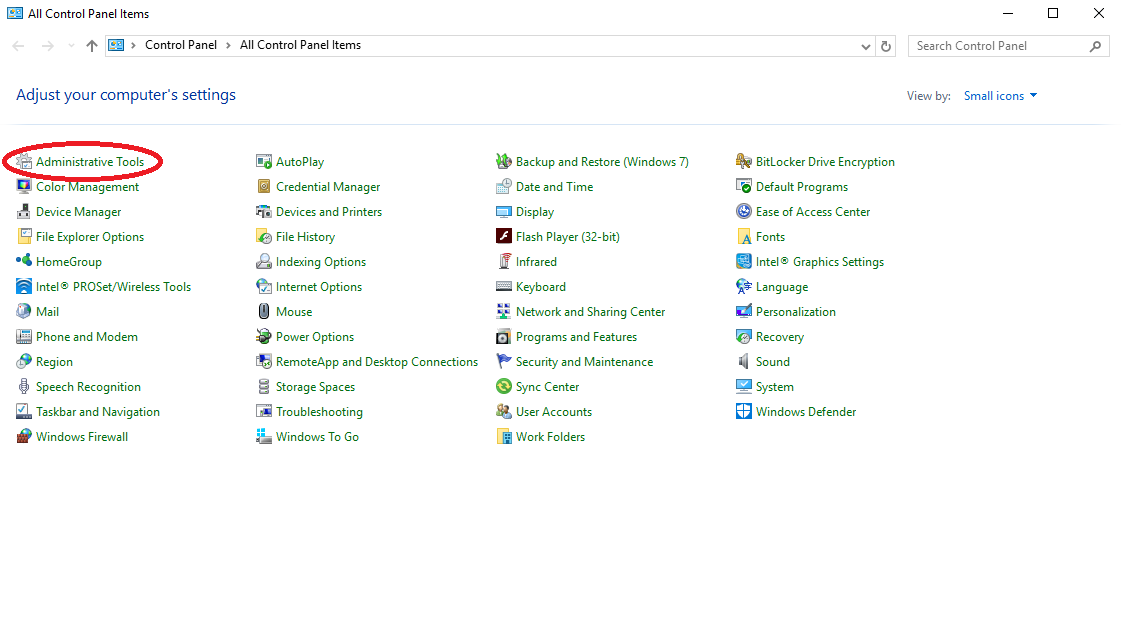 All Control Panel Items
Control Panel > All Control Panel Items
Search Control Panel
Adjust your computer's settings
View by: Small icons
Administrative Tools AutoPlay Backup and Restore (Windows 7) BitLocker Drive Encryption
Color Management Credential Manager Date and Time Default Programs
Device Manager Devices and Printers Display Ease of Access Center
File Explorer Options File History Flash Player (32-bit) Fonts
HomeGroup Indexing Options Infrared Intel® Graphics Settings
Intel® PROSet/Wireless Tools Internet Options Keyboard Language
Mail Mouse Network and Sharing Center Personalization
Phone and Modem Power Options Programs and Features Recovery
Region RemoteApp and Desktop Connections Security and Maintenance Sound
Speech Recognition Storage Spaces Sync Center System
Taskbar and Navigation Troubleshooting User Accounts Windows Defender
Windows Firewall Windows To Go Work Folders